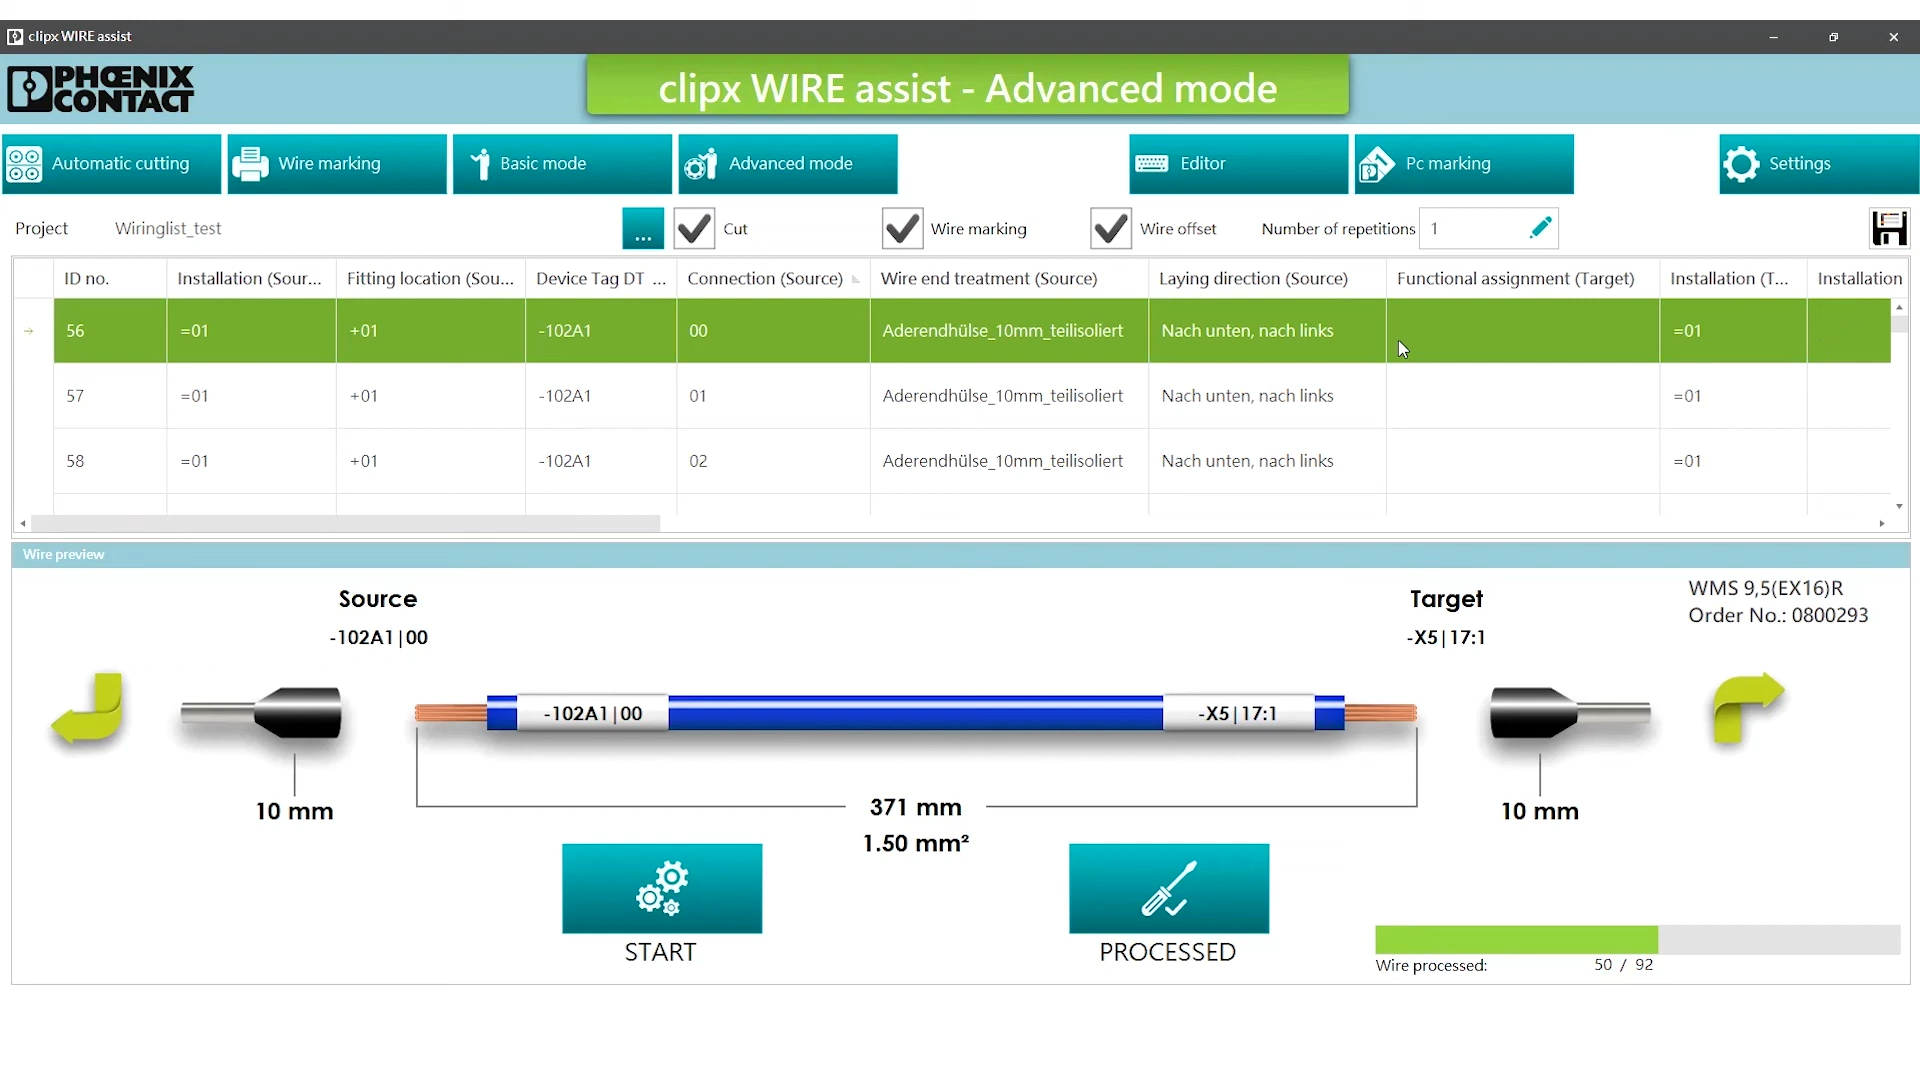 clipx WIRE assist
PHŒNIX
CONTACT
clipx WIRE assist - Advanced mode
Automatic cutting
Wire marking
Basic mode
Advanced mode
Editor
Pc marking
Settings
Project Wiringlist_test ... Cut Wire marking Wire offset Number of repetitions 1
ID no. Installation (Sour... Fitting location (Sou... Device Tag DT ... Connection (Source) Wire end treatment (Source) Laying direction (Source) Functional assignment (Target) Installation (T... Installation
56 =01 +01 -102A1 00 Aderendhülse_10mm_teilisoliert Nach unten, nach links =01
57 =01 +01 -102A1 01 Aderendhülse_10mm_teilisoliert Nach unten, nach links =01
58 =01 +01 -102A1 02 Aderendhülse_10mm_teilisoliert Nach unten, nach links =01
Wire preview
Source
-102A1|00
Target
-X5|17:1
WMS 9,5(EX16)R
Order No.: 0800293
-102A1|00
-X5|17:1
10 mm
371 mm
1.50 mm²
10 mm
START
PROCESSED
Wire processed: 50 / 92